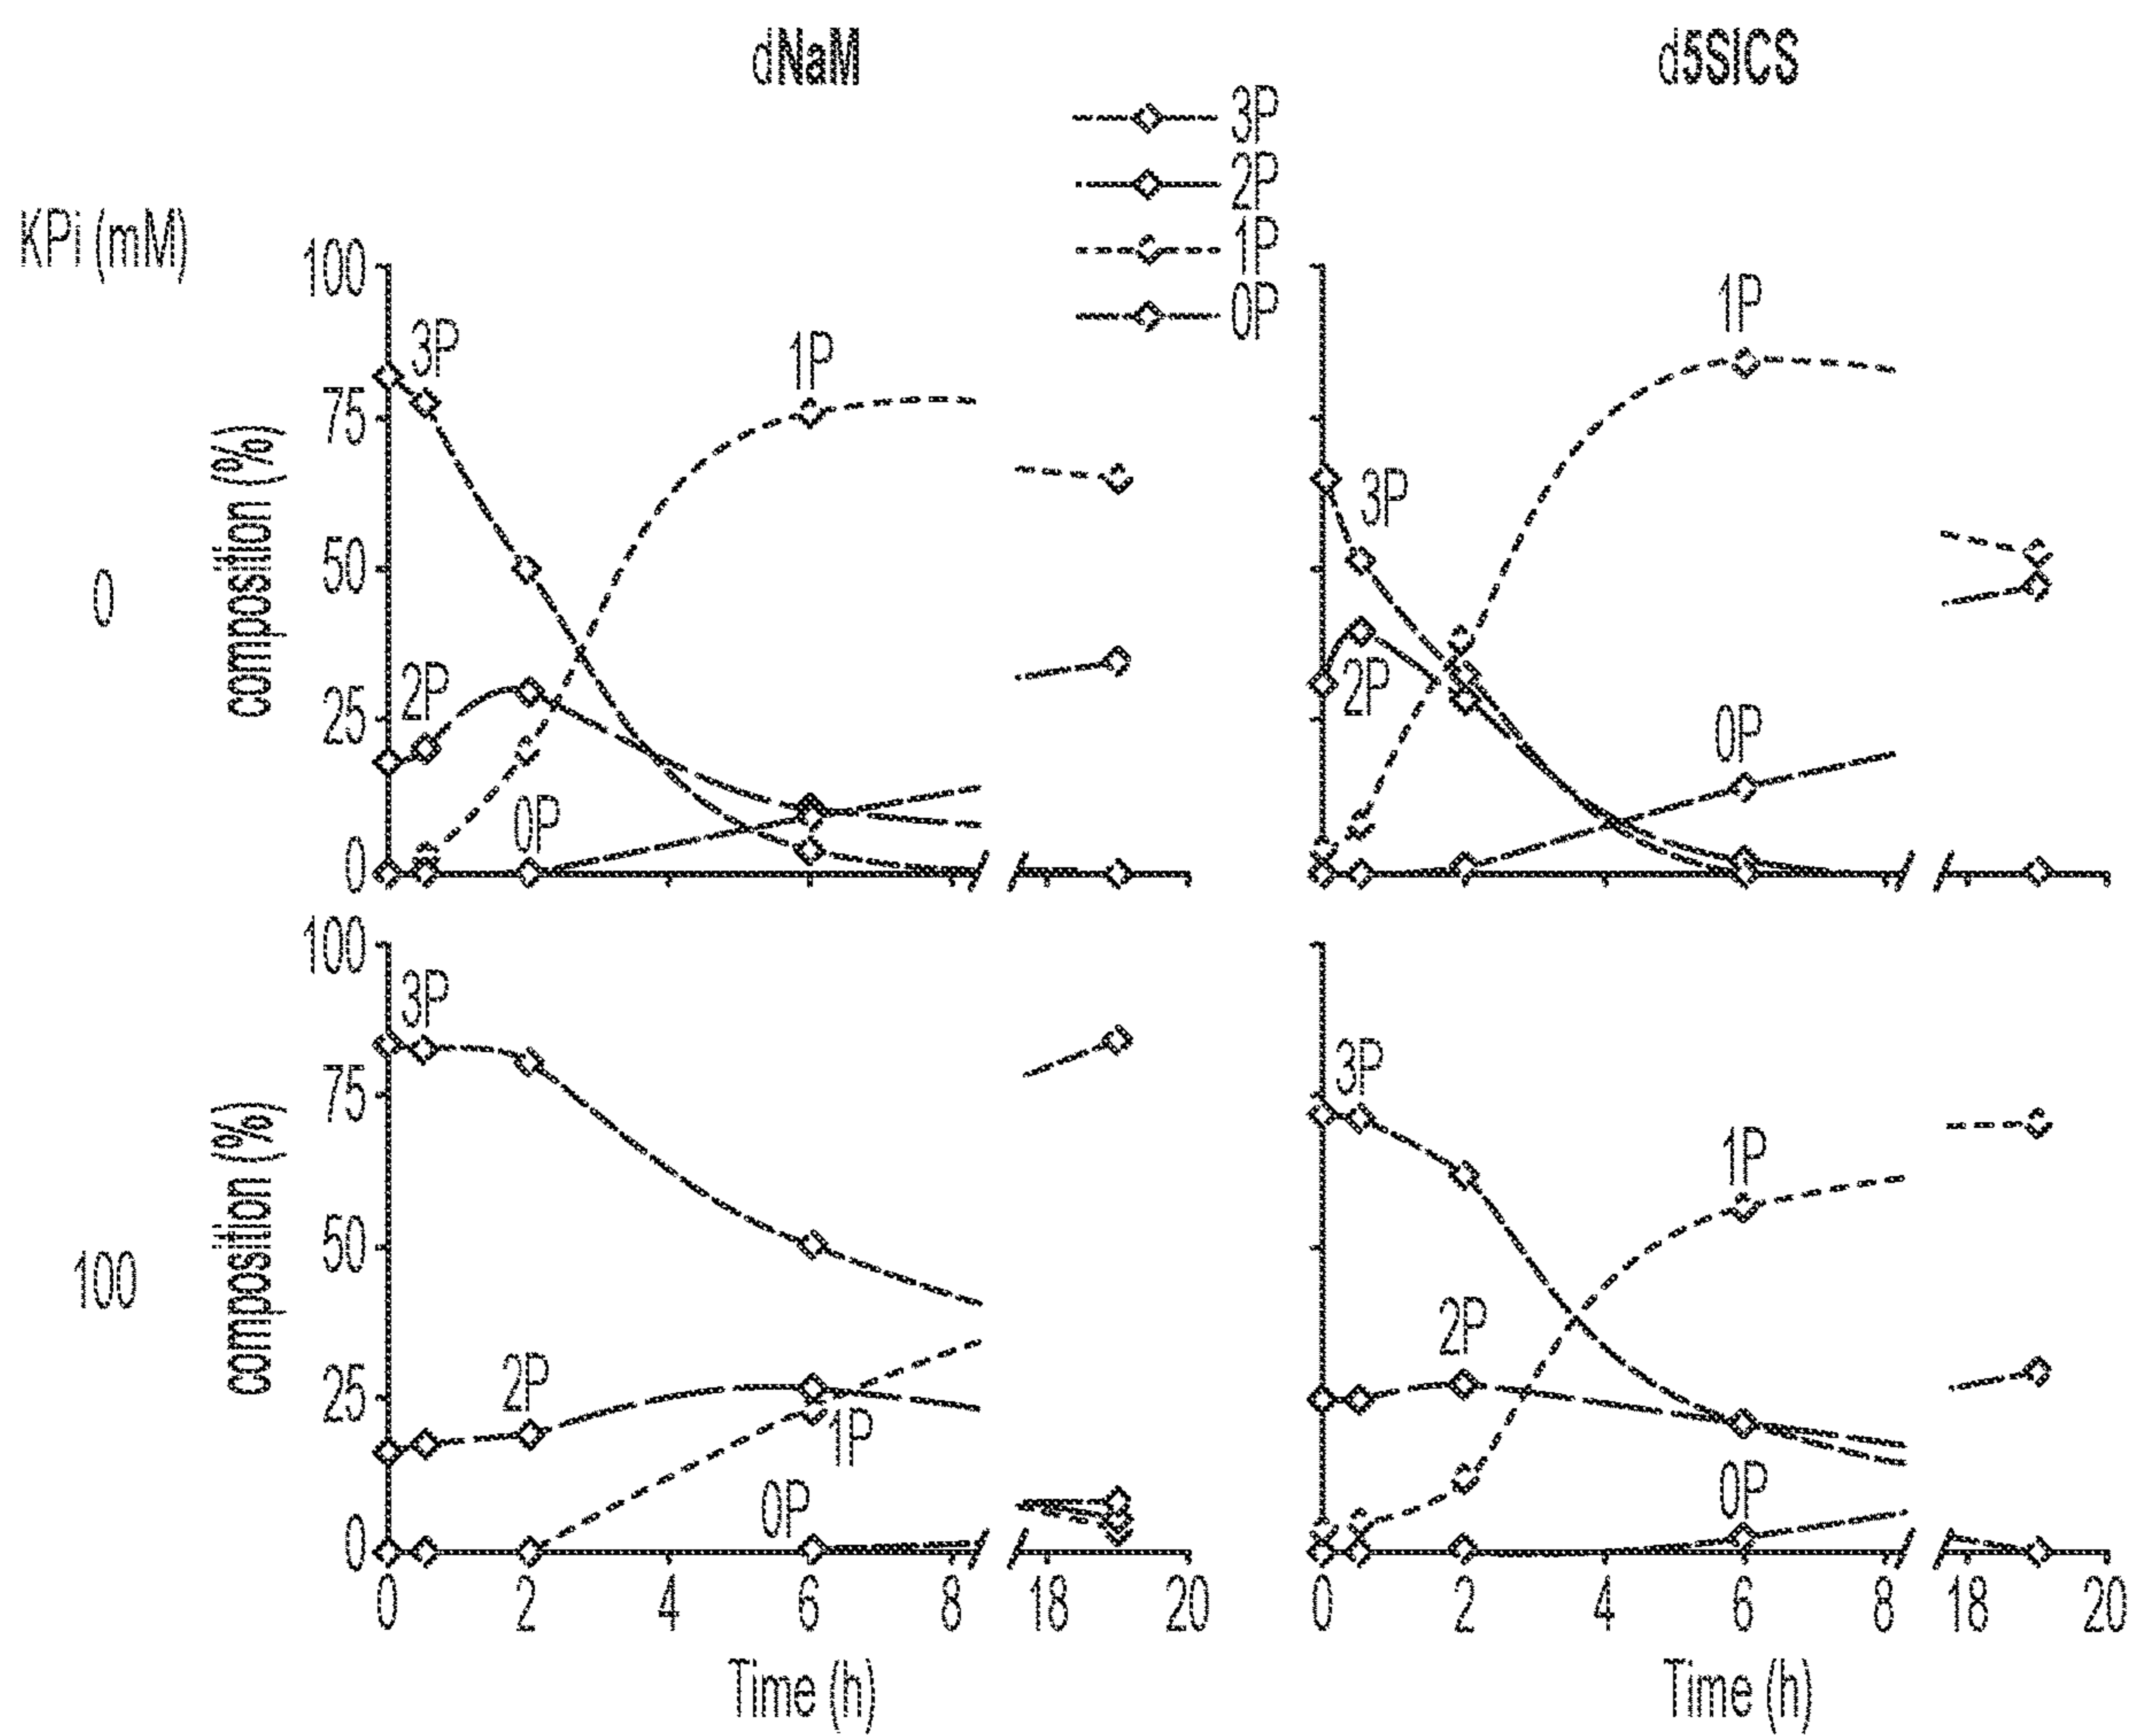 dNaM
d5SICS
3P
2P
1P
0P
KPi (mM)
0
100
composition (%)
100
75
50
25
0
3P
2P
1P
0P
3P
2P
1P
0P
composition (%)
100
75
50
25
0
3P
2P
1P
0P
0
2
4
6
8
18
20
Time (h)
3P
2P
1P
0P
0
2
4
6
8
18
20
Time (h)